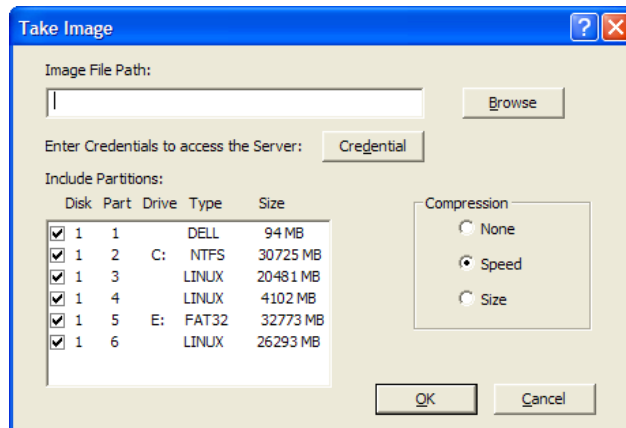 Take Image
Image File Path:
Browse
Enter Credentials to access the Server: Credential
Include Partitions:
Disk Part Drive Type Size
1 1 DELL 94 MB
1 2 C: NTFS 30725 MB
1 3 LINUX 20481 MB
1 4 LINUX 4102 MB
1 5 E: FAT32 32773 MB
1 6 LINUX 26293 MB
Compression
None
Speed
Size
OK Cancel